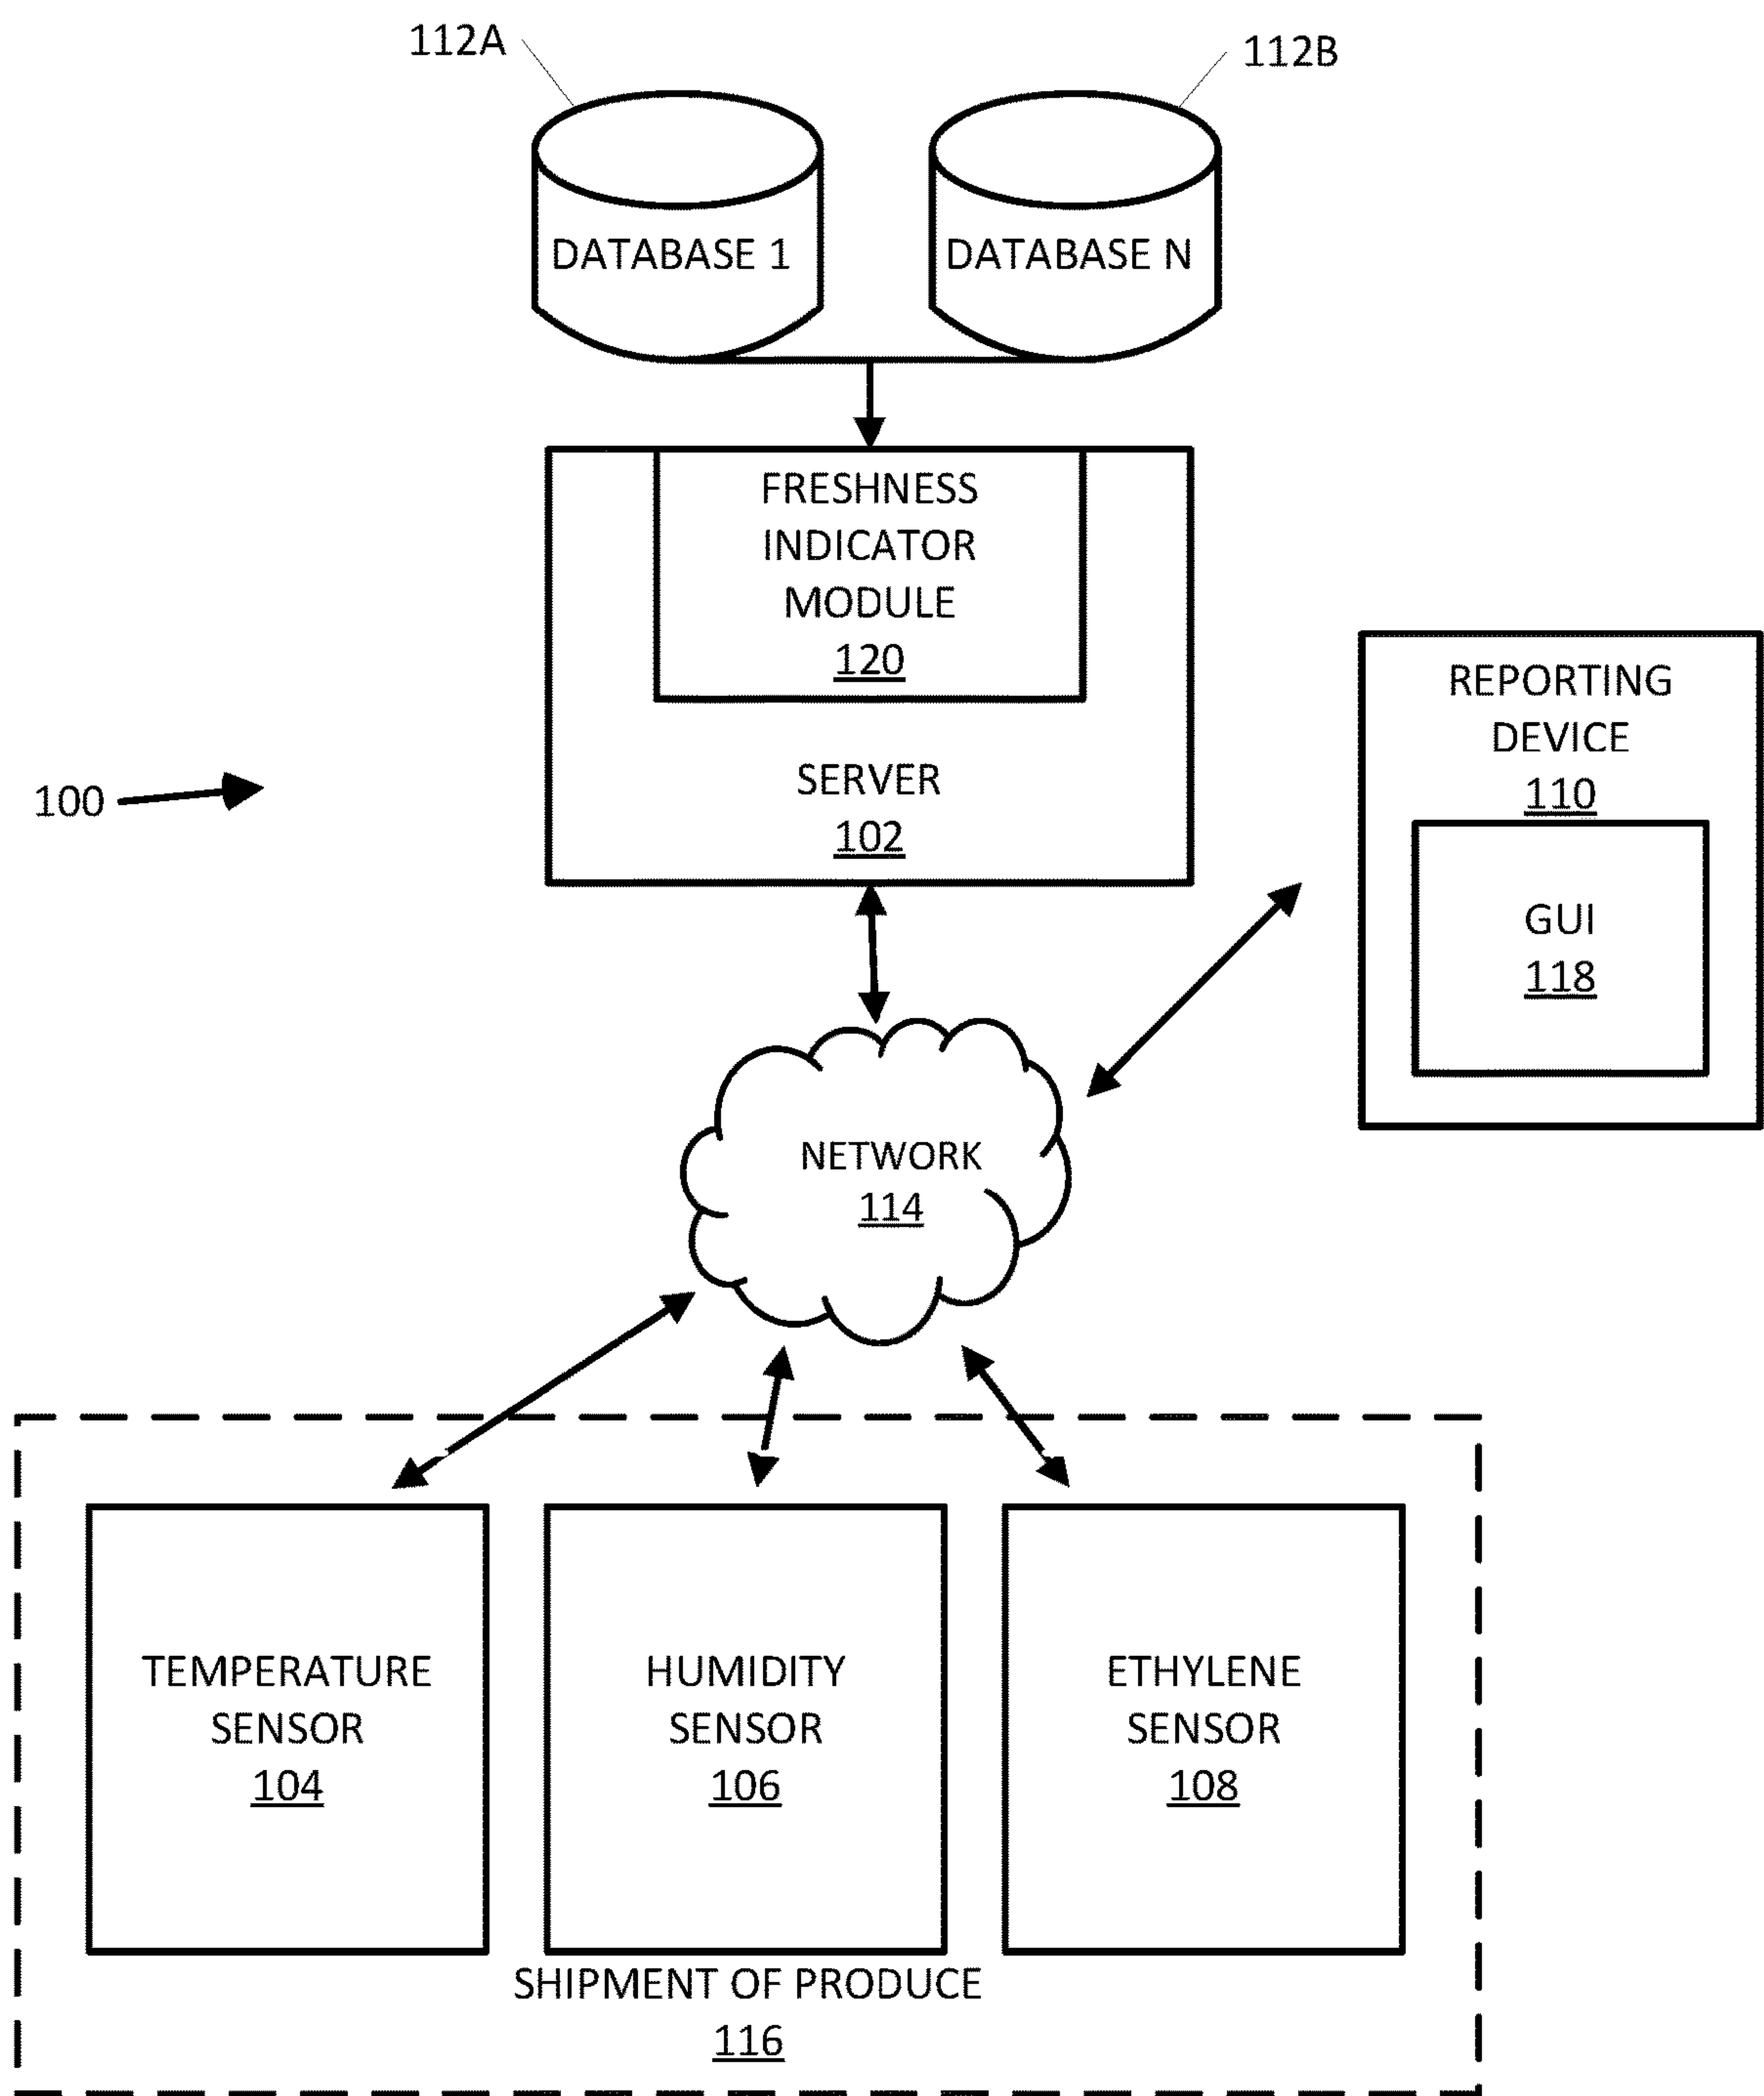 112A
112B
DATABASE 1
DATABASE N
FRESHNESS
INDICATOR
MODULE
120
SERVER
102
100
REPORTING
DEVICE
110
GUI
118
NETWORK
114
TEMPERATURE
SENSOR
104
HUMIDITY
SENSOR
106
ETHYLENE
SENSOR
108
SHIPMENT OF PRODUCE
116